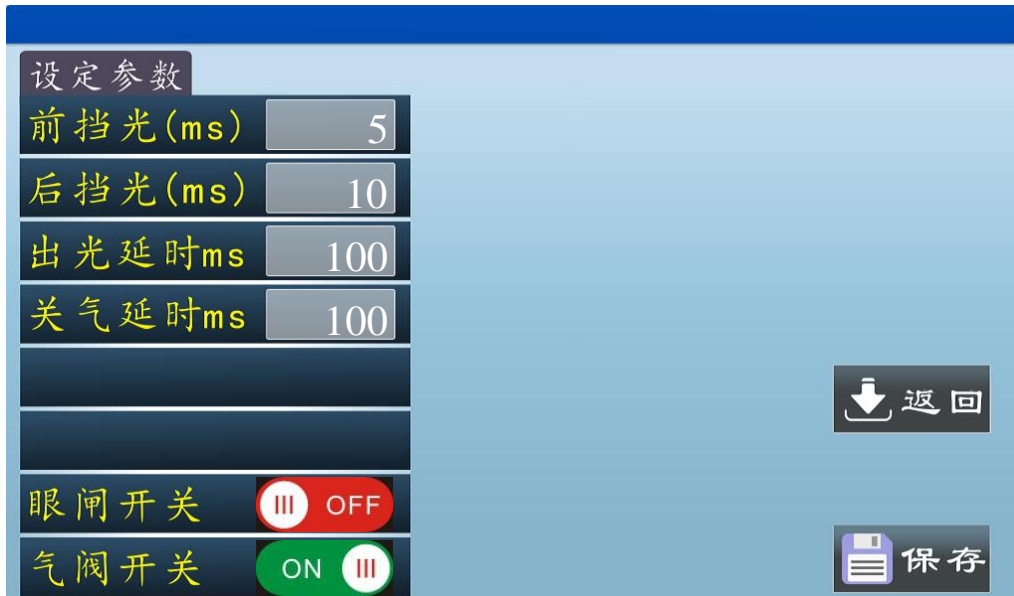 设定参数
前挡光(ms) 5
后挡光(ms) 10
出光延时ms 100
关气延时ms 100
返回
眼闸开关 OFF
气阀开关 ON
保存